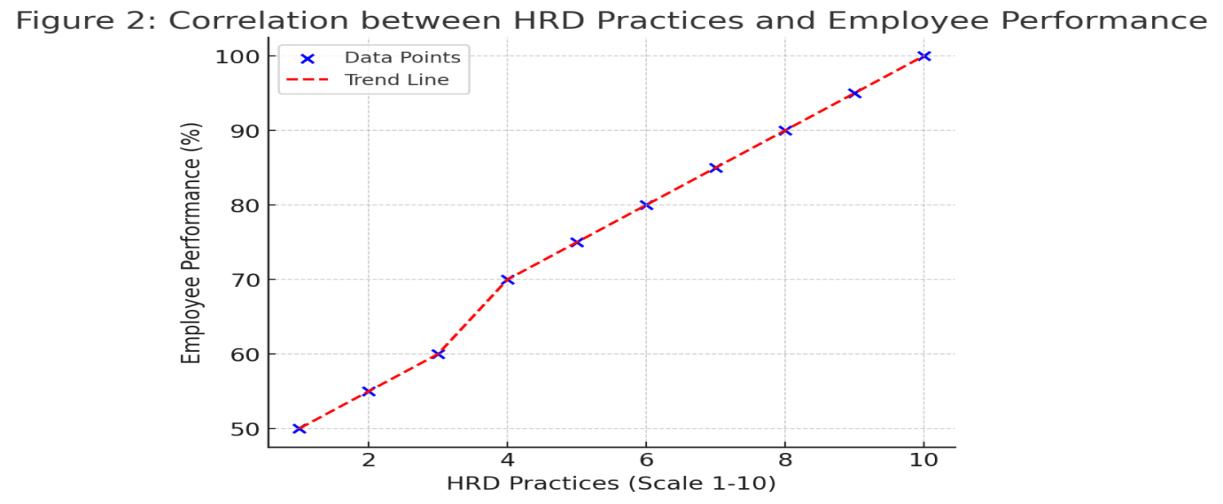 Figure 2: Correlation between HRD Practices and Employee Performance
Data Points
Trend Line
Employee Performance (%)
100
90
80
70
60
50
2 4 6 8 10
HRD Practices (Scale 1-10)